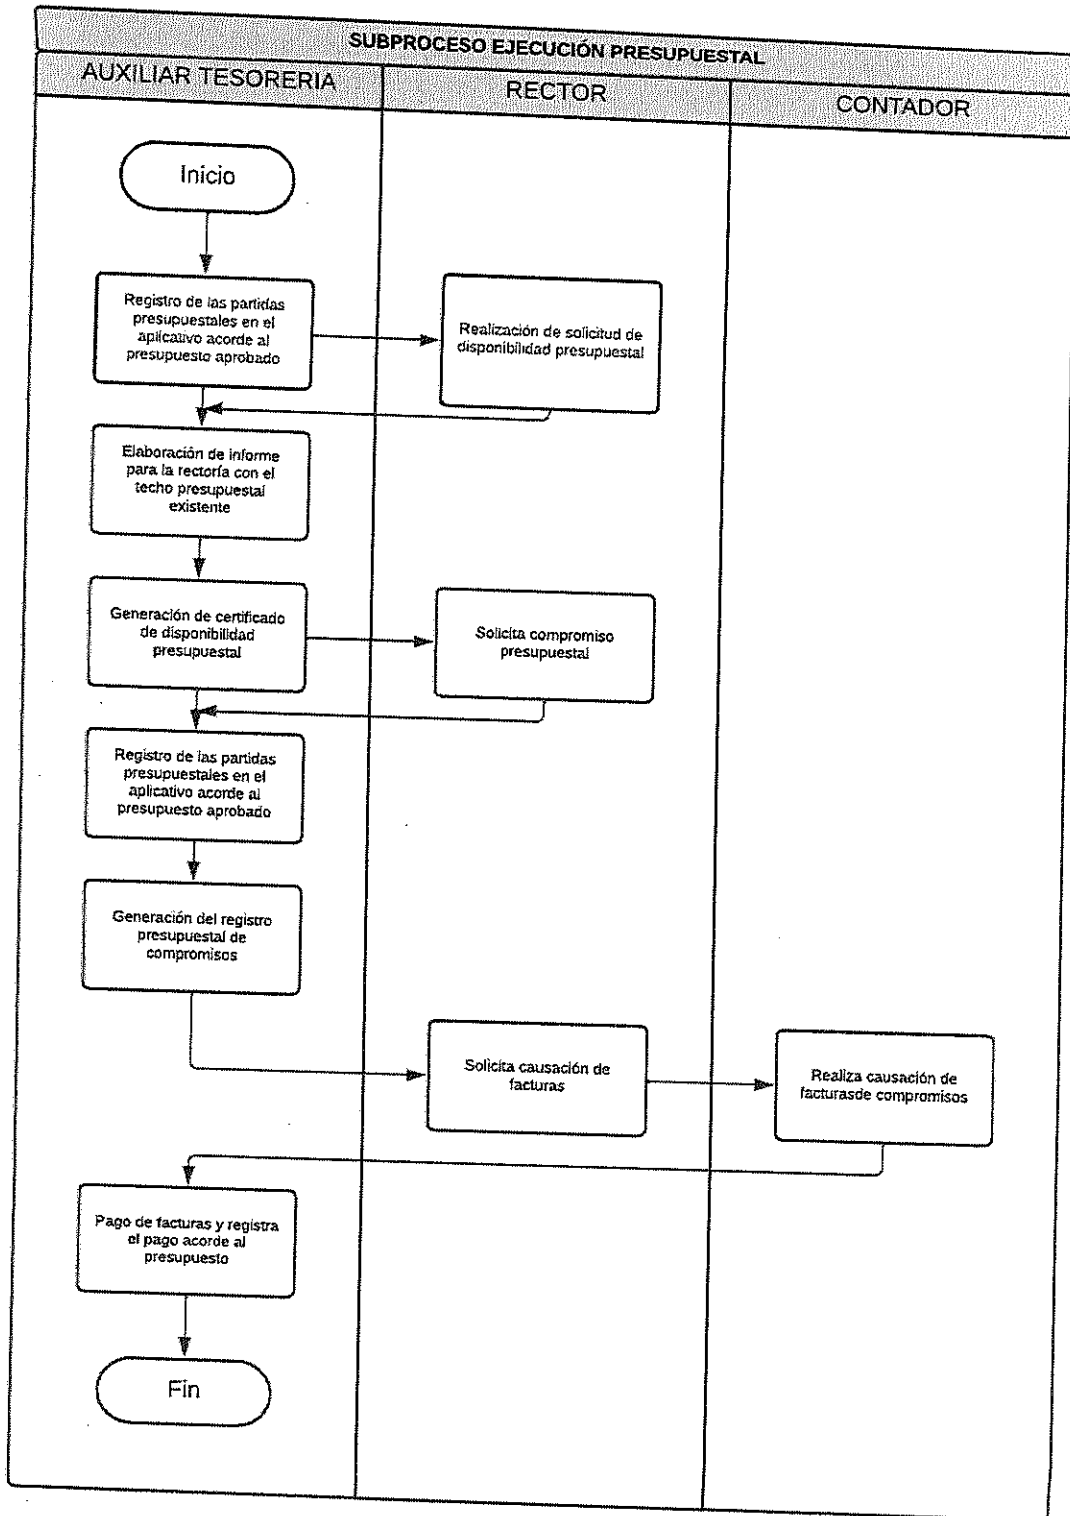 SUBPROCESO EJECUCIÓN PRESUPUESTAL
AUXILIAR TESORERIA
RECTOR
CONTADOR
Inicio
Registro de las partidas
presupuestales en el
aplicativo acorde al
presupuesto aprobado
Realización de solicitud de
disponibilidad presupuestal
Elaboración de informe
para la rectoría con el
techo presupuestal
existente
Generación de certificado
de disponibilidad
presupuestal
Solicita compromiso
presupuestal
Registro de las partidas
presupuestales en el
aplicativo acorde al
presupuesto aprobado
Generación del registro
presupuestal de
compromisos
Solicita causación de
facturas
Realiza causación de
facturasde compromisos
Pago de facturas y registra
el pago acorde al
presupuesto
Fin